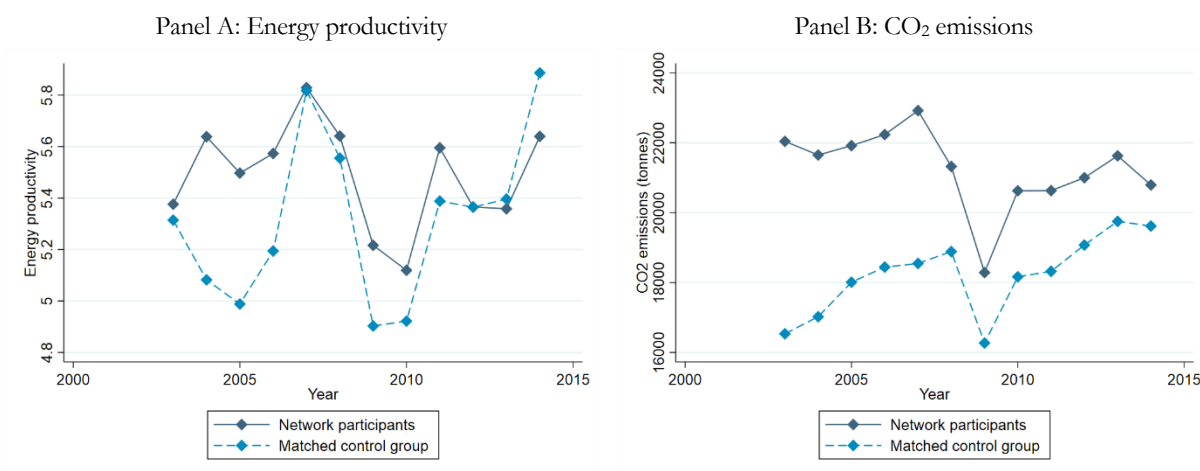 Panel A: Energy productivity
Energy productivity
5.8
5.6
5.4
5.2
5
4.8
2000
2005
2010
2015
Year
Network participants
Matched control group
Panel B: CO₂ emissions
CO2 emissions (tonnes)
24000
22000
20000
18000
16000
2000
2005
2010
2015
Year
Network participants
Matched control group